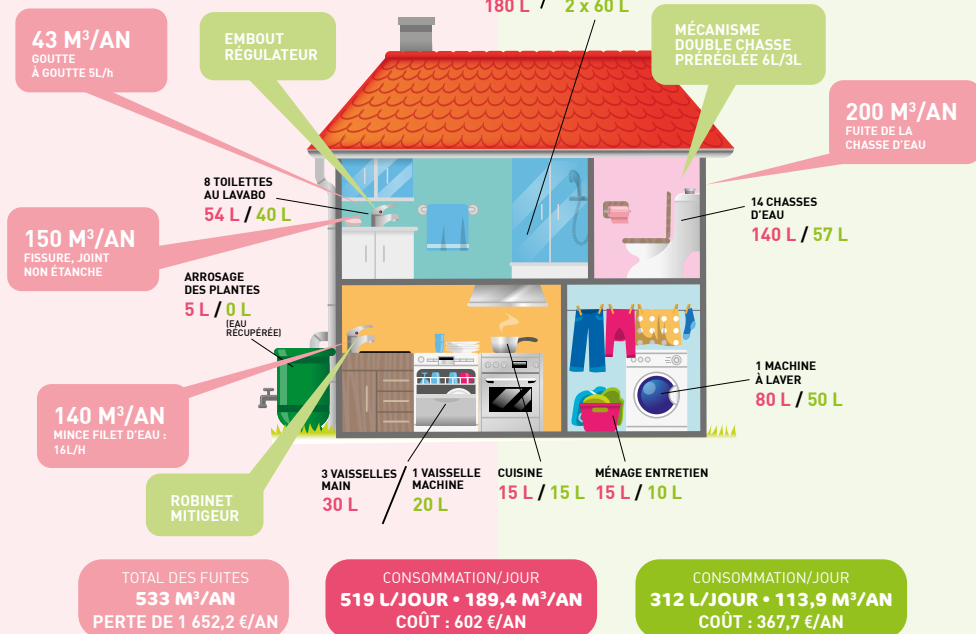 180 L / 2 x 60 L
43 M³/AN
GOUTTE
À GOUTTE 5L/h
EMBOUT
RÉGULATEUR
MÉCANISME
DOUBLE CHASSE
PRÉRÉGLÉE 6L/3L
200 M³/AN
FUITE DE LA
CHASSE D'EAU
8 TOILETTES
AU LAVABO
54 L / 40 L
14 CHASSES
D'EAU
140 L / 57 L
150 M³/AN
FISSURE, JOINT
NON ÉTANCHE
ARROSAGE
DES PLANTES
5 L / 0 L
(EAU
RÉCUPÉRÉE)
1 MACHINE
À LAVER
80 L / 50 L
140 M³/AN
MINCE FILET D'EAU :
16L/H
3 VAISSELLES
MAIN
30 L
/
1 VAISSELLE
MACHINE
20 L
CUISINE
15 L / 15 L
MÉNAGE ENTRETIEN
15 L / 10 L
ROBINET
MITIGEUR
TOTAL DES FUITES
533 M³/AN
PERTE DE 1 652,2 €/AN
CONSOMMATION/JOUR
519 L/JOUR • 189,4 M³/AN
COÛT : 602 €/AN
CONSOMMATION/JOUR
312 L/JOUR • 113,9 M³/AN
COÛT : 367,7 €/AN